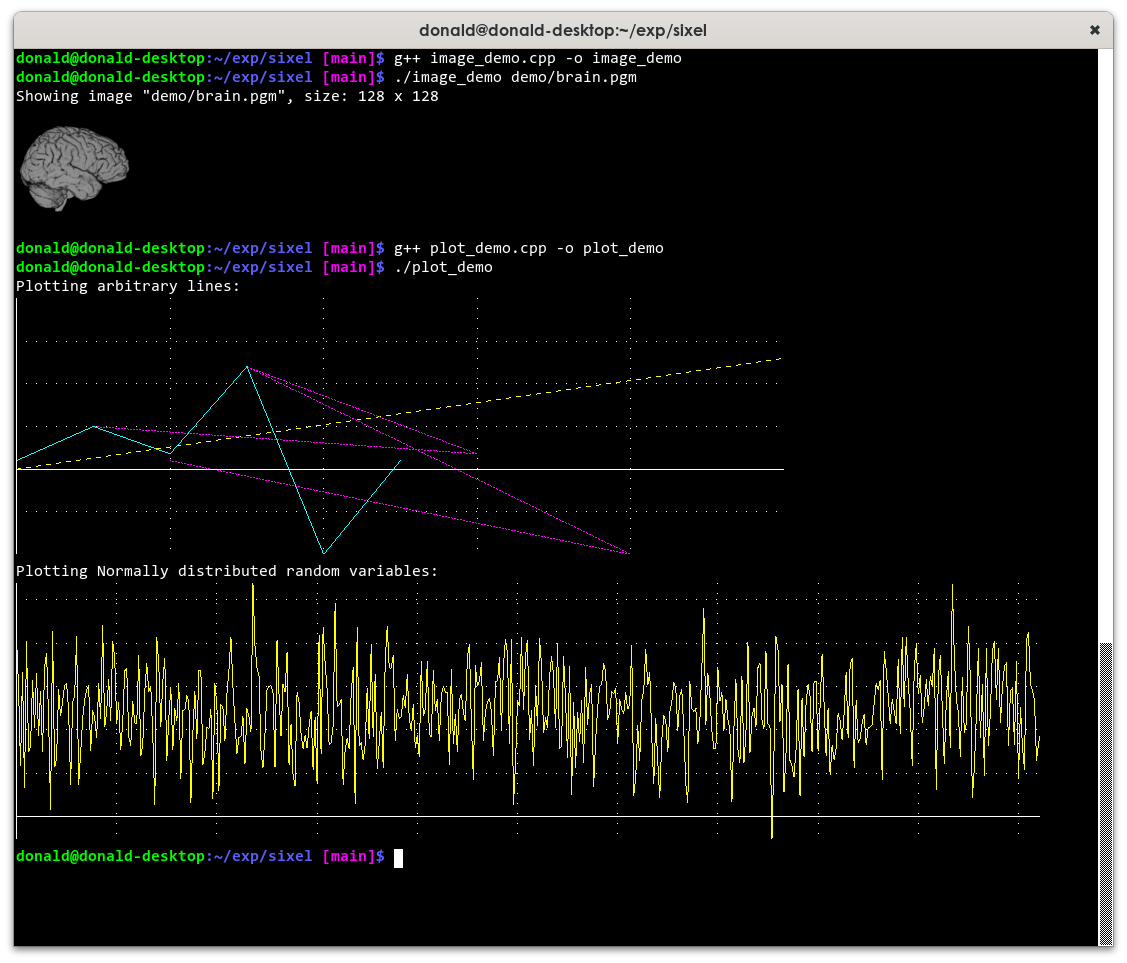 donald@donald-desktop:~/exp/sixel
donald@donald-desktop:~/exp/sixel [main]$ g++ image_demo.cpp -o image_demo
donald@donald-desktop:~/exp/sixel [main]$ ./image_demo demo/brain.pgm
Showing image "demo/brain.pgm", size: 128 x 128
donald@donald-desktop:~/exp/sixel [main]$ g++ plot_demo.cpp -o plot_demo
donald@donald-desktop:~/exp/sixel [main]$ ./plot_demo
Plotting arbitrary lines:
Plotting Normally distributed random variables:
donald@donald-desktop:~/exp/sixel [main]$